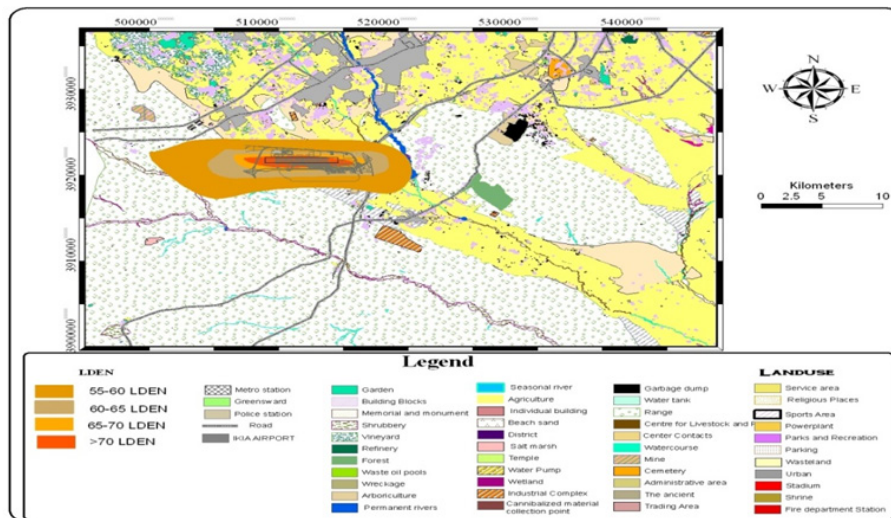 500000 510000 520000 530000 540000
3930000
3920000
3910000
3900000
N
W E
S
Kilometers
0 2.5 5 10
Legend
LDEN
55-60 LDEN
60-65 LDEN
65-70 LDEN
>70 LDEN
Metro station
Greensward
Police station
Road
IKIA AIRPORT
Garden
Building Blocks
Memorial and monument
Shrubbery
Vineyard
Refinery
Forest
Waste oil pools
Wreckage
Arboriculture
Permanent rivers
Seasonal river
Agriculture
Individual building
Beach sand
District
Salt marsh
Temple
Water Pump
Wetland
Industrial Complex
Cannibalized material
collection point
Garbage dump
Water tank
Range
Centre for Livestock and
Center Contacts
Watercourse
Mine
Cemetery
Administrative area
The ancient
Trading Area
LANDUSE
Service area
Religious Places
Sports Area
Powerplant
Parks and Recreation
Parking
Wasteland
Urban
Stadium
Shrine
Fire department Station